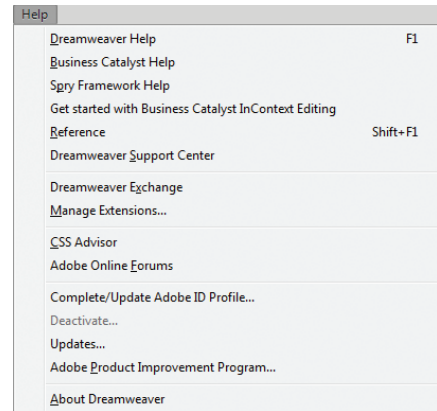 Help
Dreamweaver Help F1
Business Catalyst Help
Spry Framework Help
Get started with Business Catalyst InContext Editing
Reference Shift+F1
Dreamweaver Support Center
Dreamweaver Exchange
Manage Extensions...
CSS Advisor
Adobe Online Forums
Complete/Update Adobe ID Profile...
Deactivate...
Updates...
Adobe Product Improvement Program...
About Dreamweaver